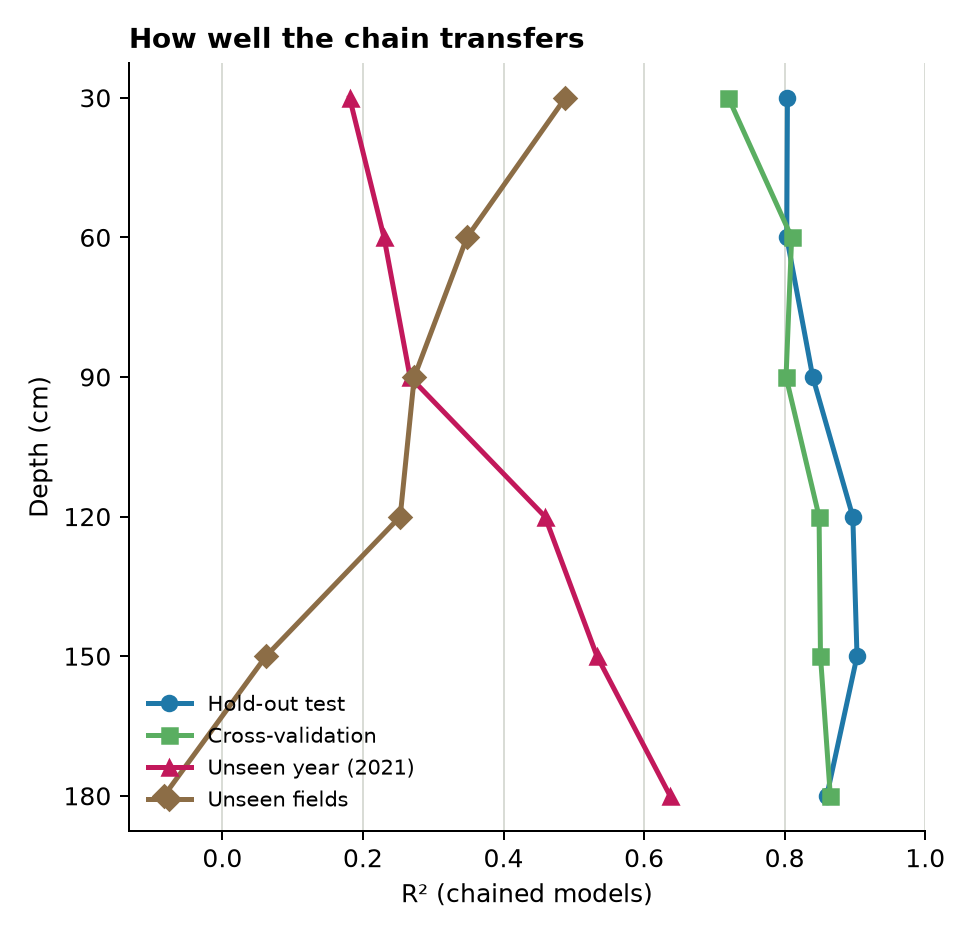 How well the chain transfers
30
60
90
120
150
180
Depth (cm)
Hold-out test
Cross-validation
Unseen year (2021)
Unseen fields
0.0 0.2 0.4 0.6 0.8 1.0
R² (chained models)